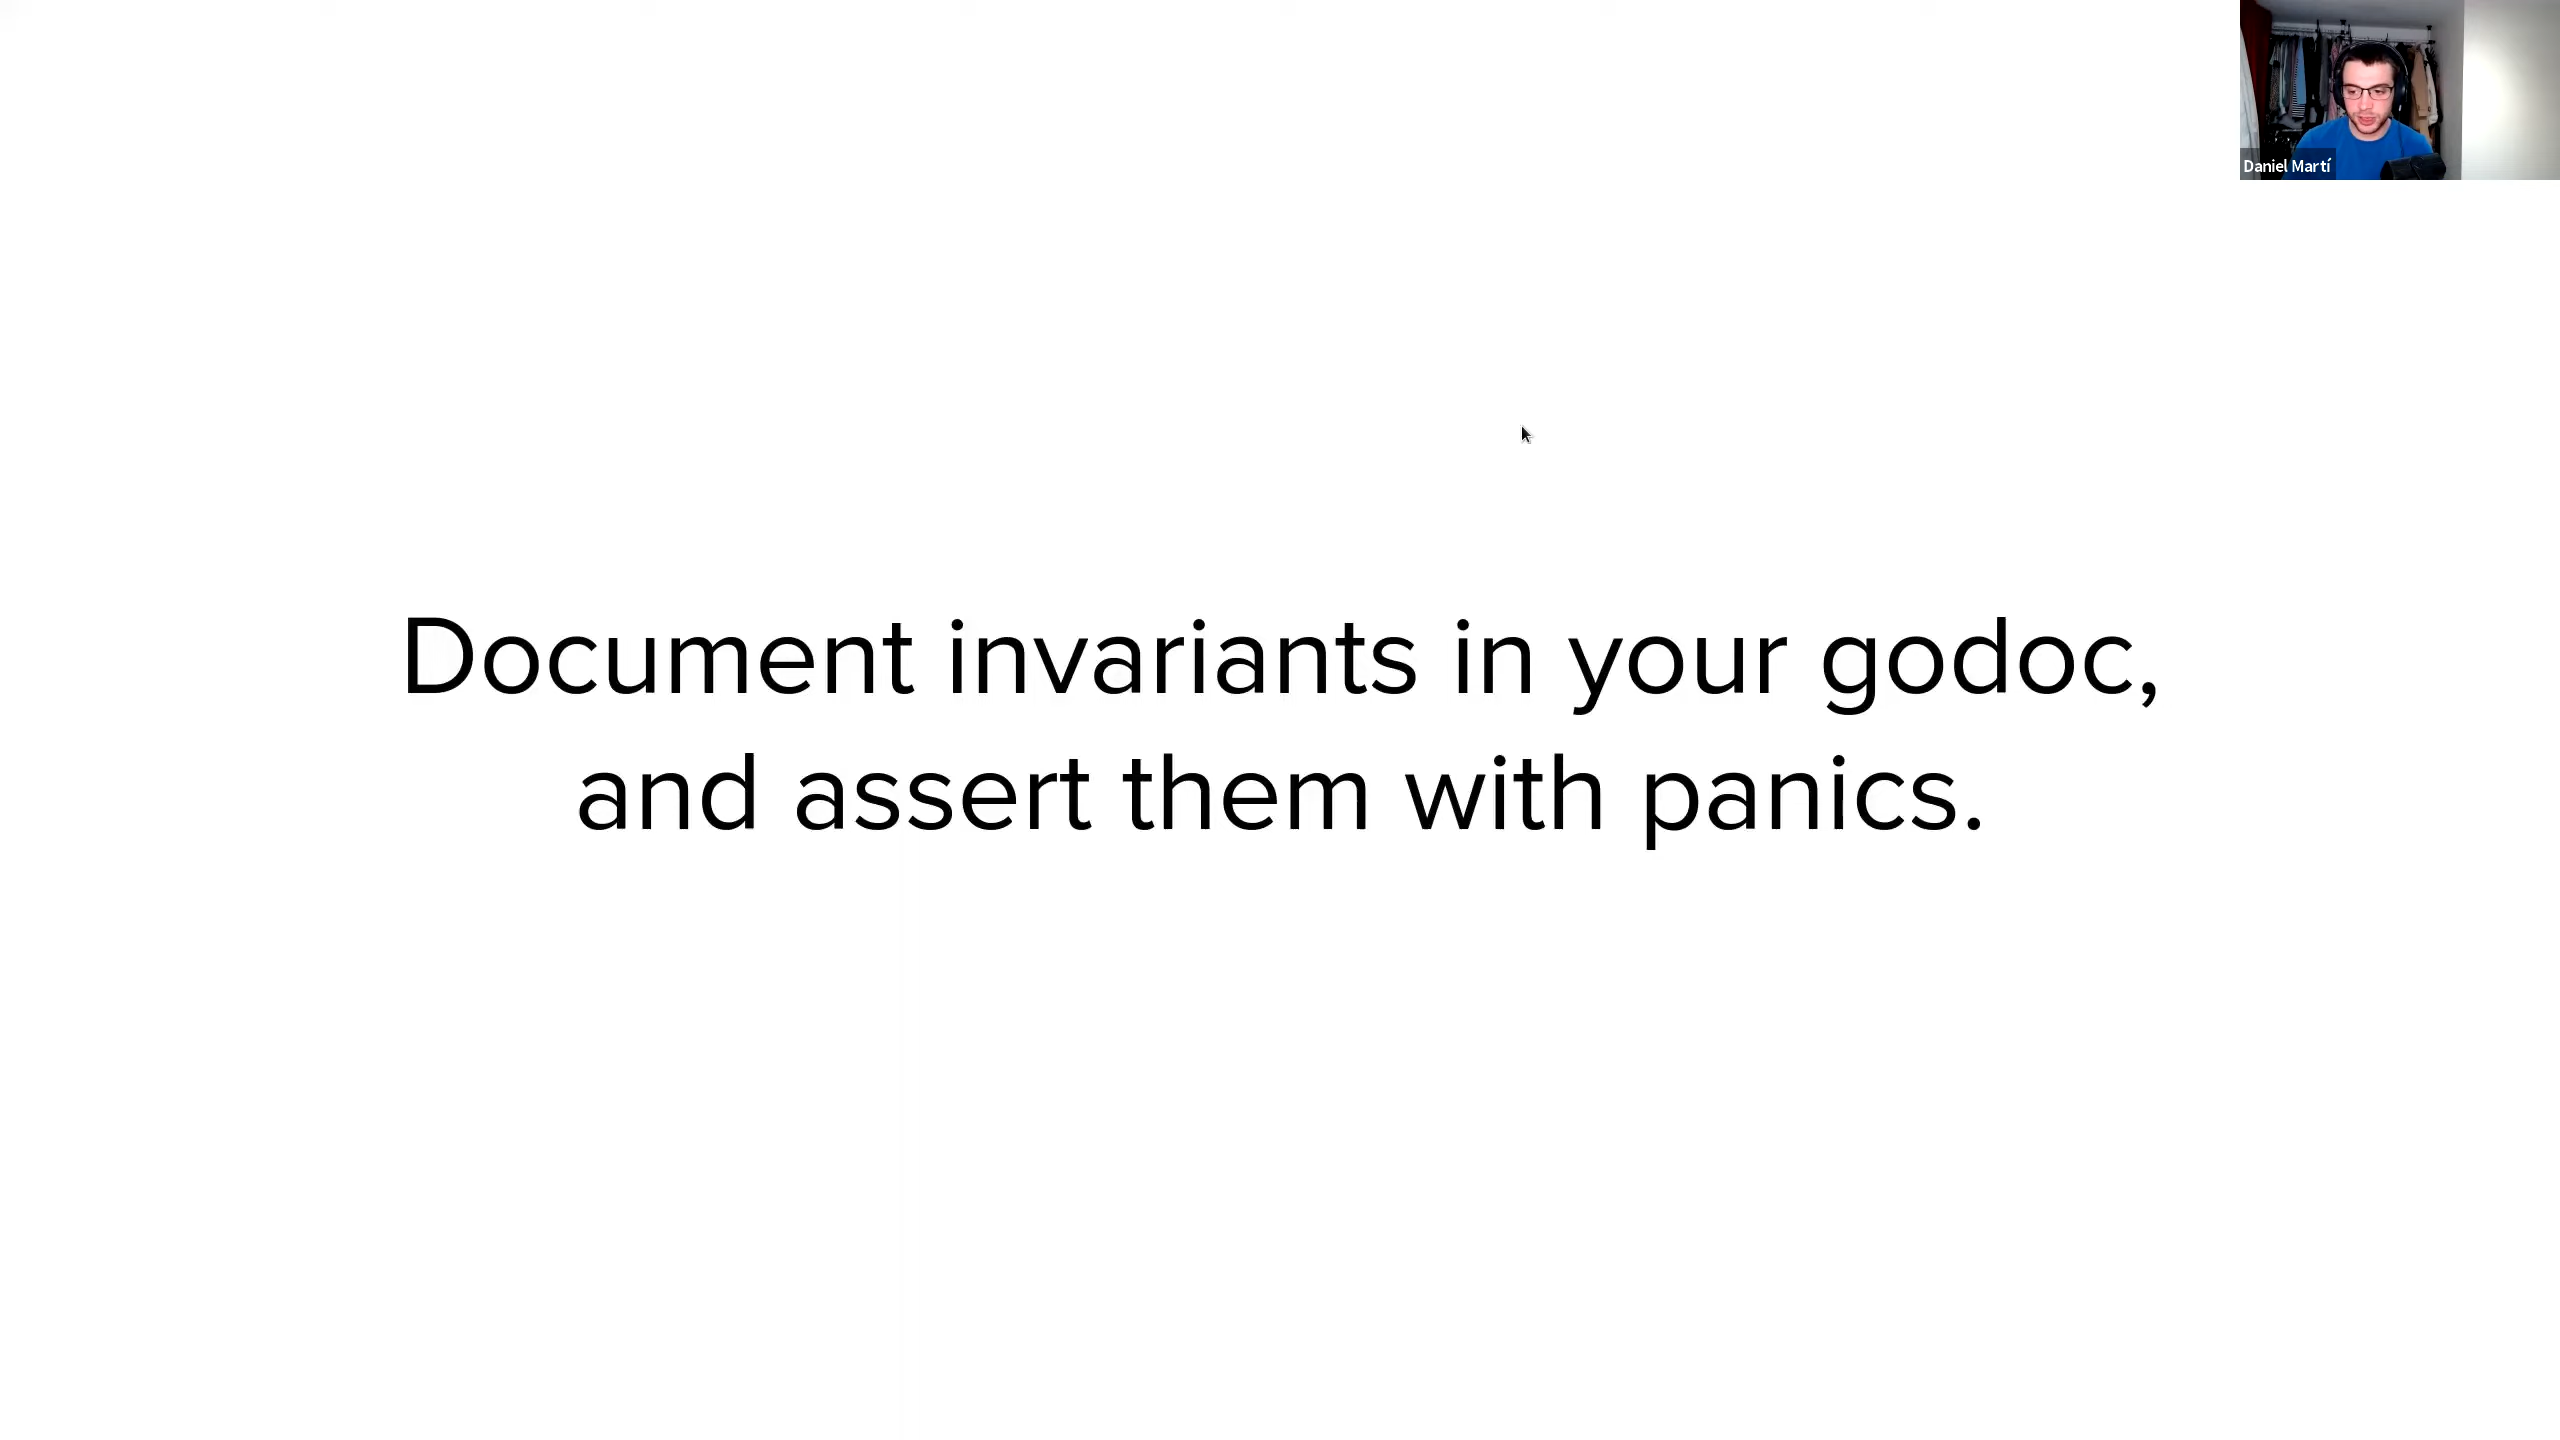 Daniel Martí
Document invariants in your godoc,
and assert them with panics.